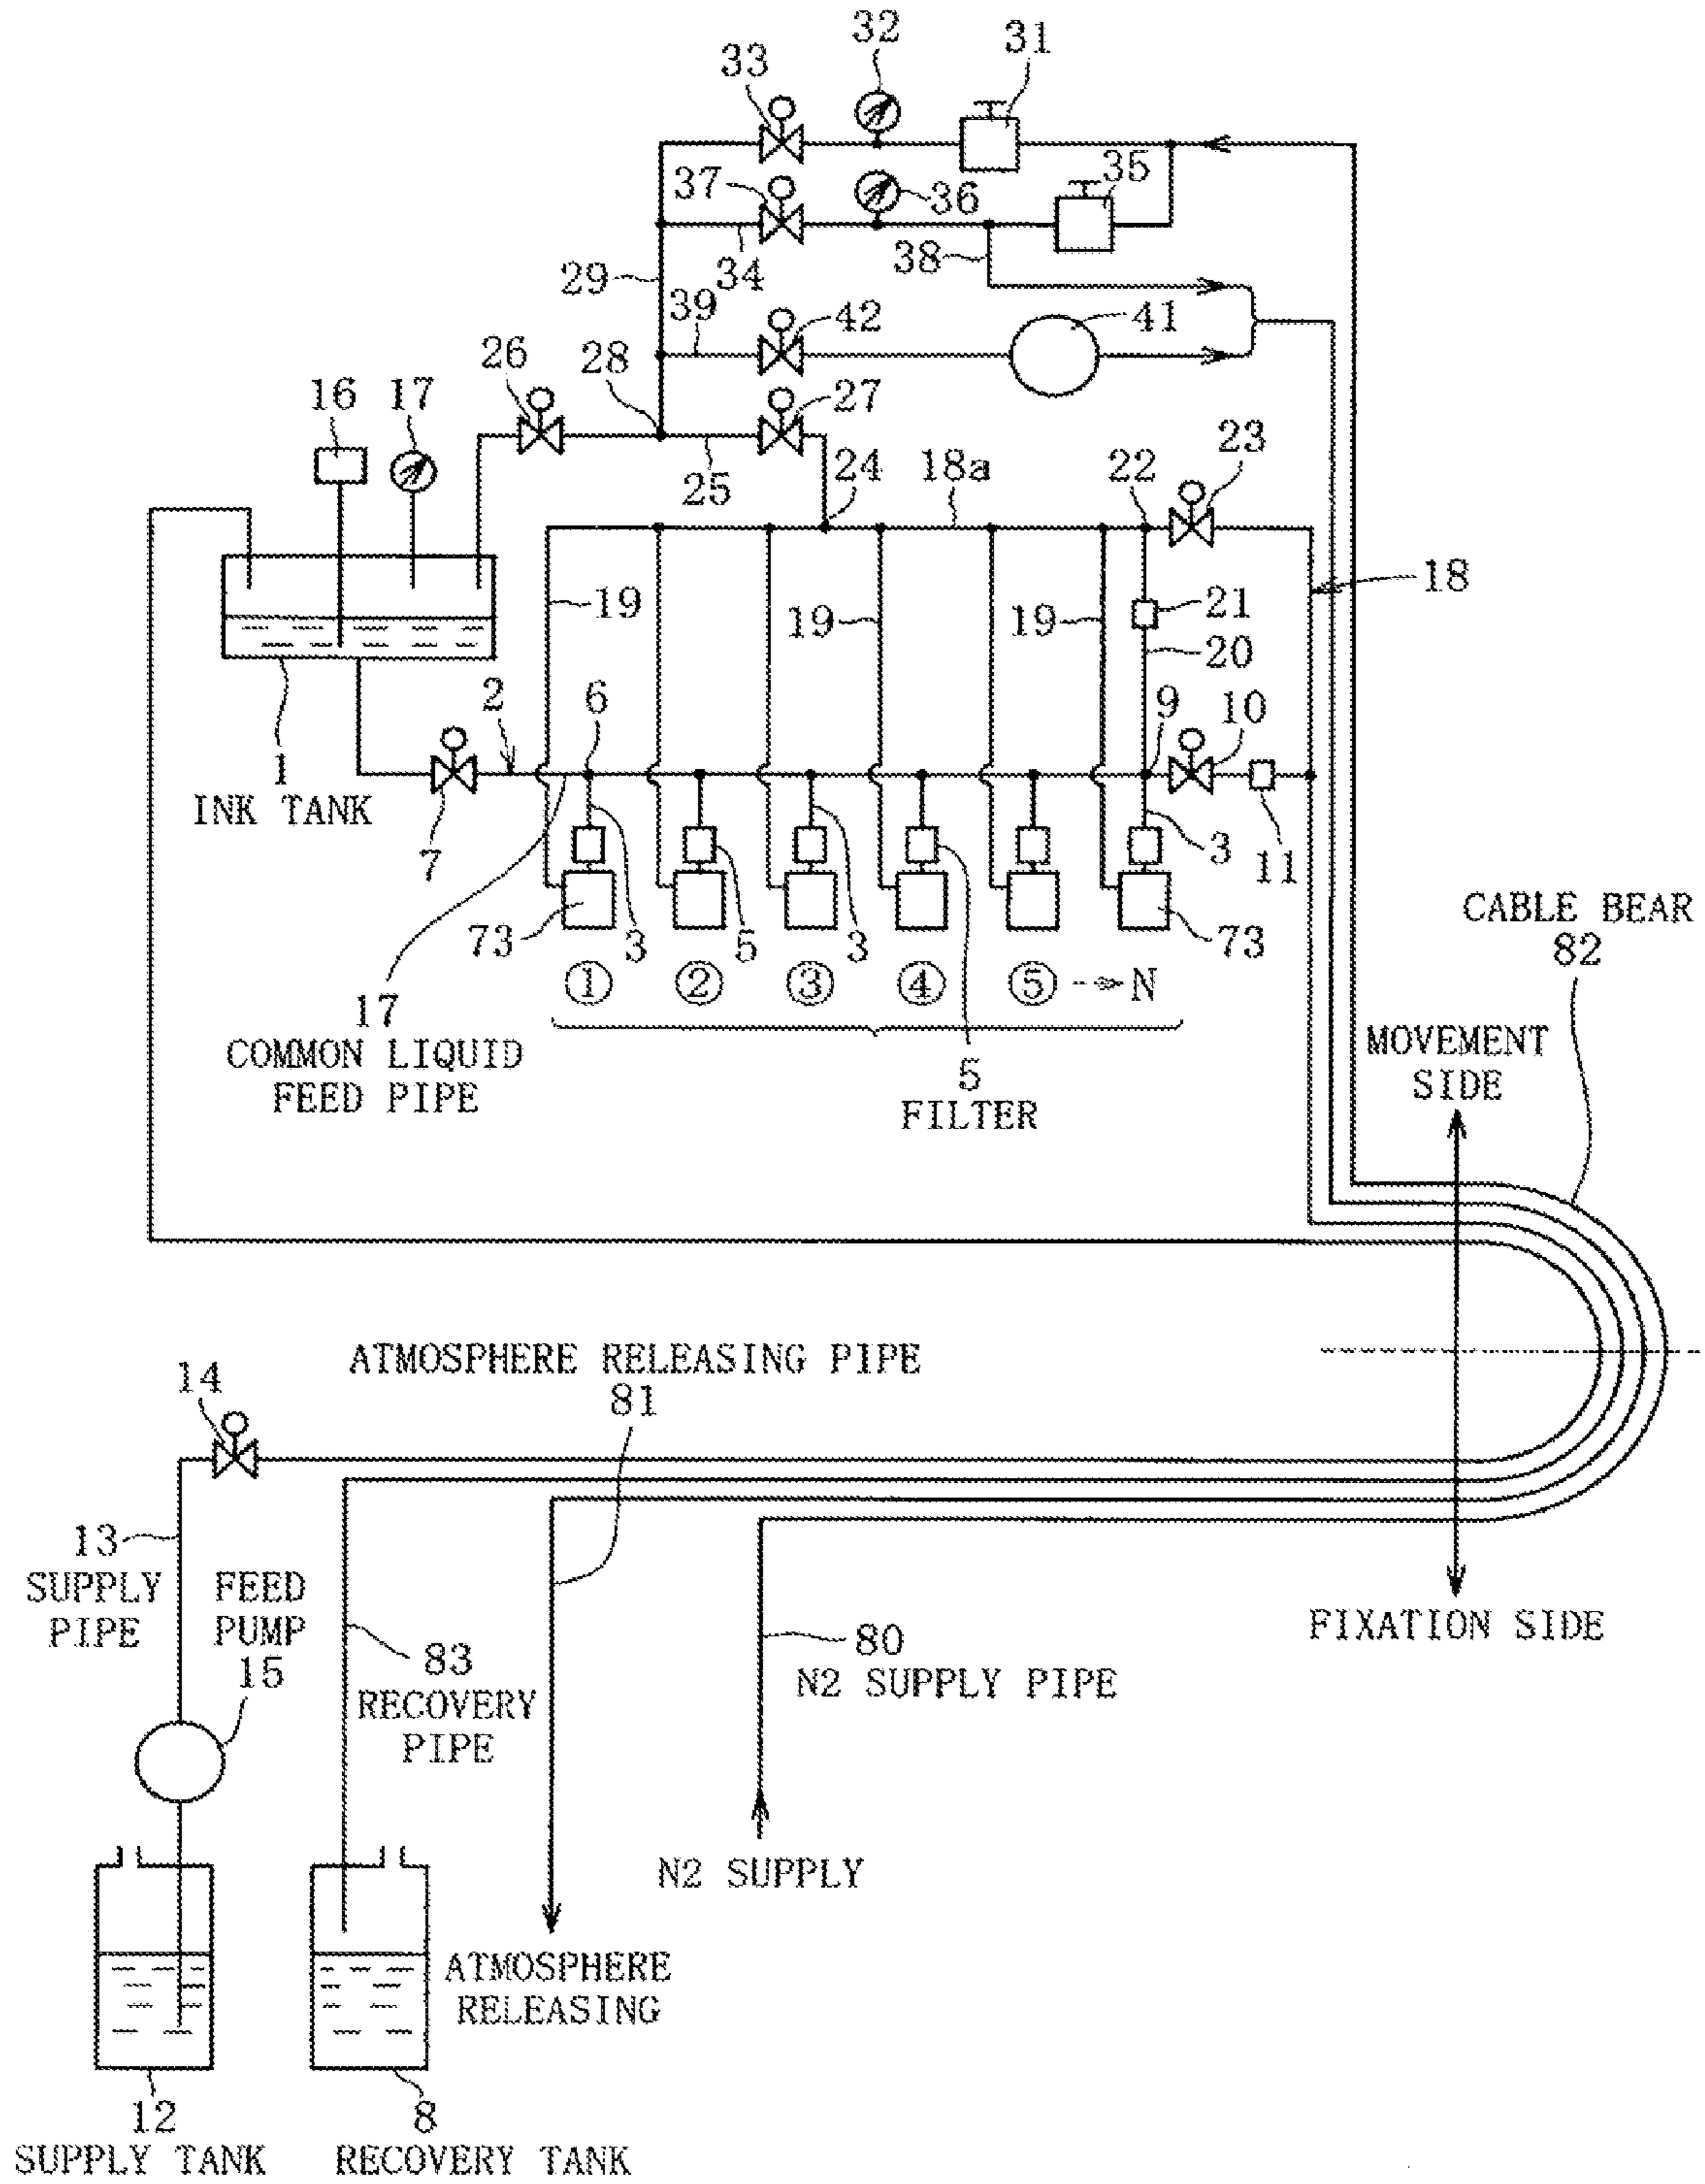 32
31
33
37
36
35
38
34
29
39
42
41
26
28
16
17
27
25
24
18a
22
23
19
19
19
21
18
20
2
6
9
10
1
INK TANK
7
3
11
73
3
5
3
73
① ② ③ ④ ⑤ --→ N
17
COMMON LIQUID
FEED PIPE
5
FILTER
CABLE BEAR
82
MOVEMENT
SIDE
ATMOSPHERE RELEASING PIPE
81
14
13
SUPPLY
PIPE
FEED
PUMP
15
83
RECOVERY
PIPE
80
N2 SUPPLY PIPE
FIXATION SIDE
N2 SUPPLY
ATMOSPHERE
RELEASING
12
SUPPLY TANK
8
RECOVERY TANK